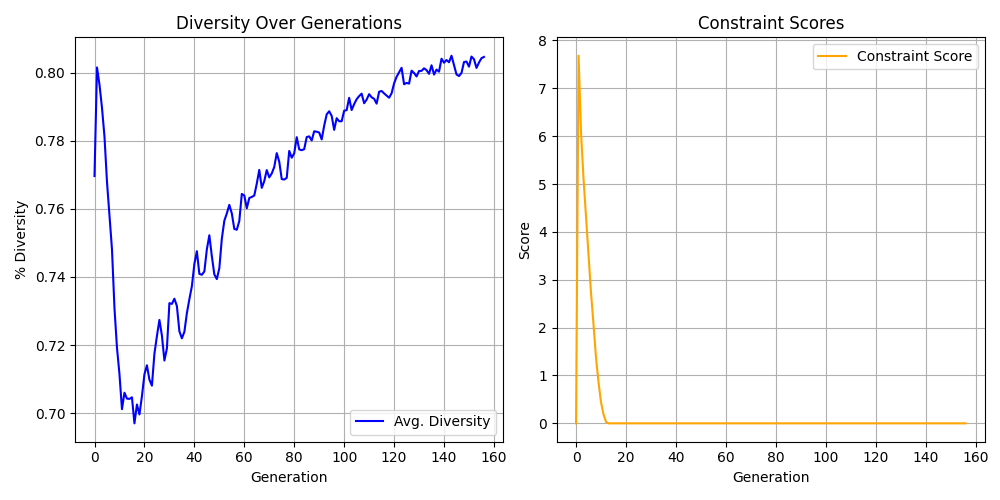 Diversity Over Generations
% Diversity
0.80
0.78
0.76
0.74
0.72
0.70
0 20 40 60 80 100 120 140 160
Generation
Avg. Diversity
Constraint Scores
Score
8
7
6
5
4
3
2
1
0
0 20 40 60 80 100 120 140 160
Generation
Constraint Score